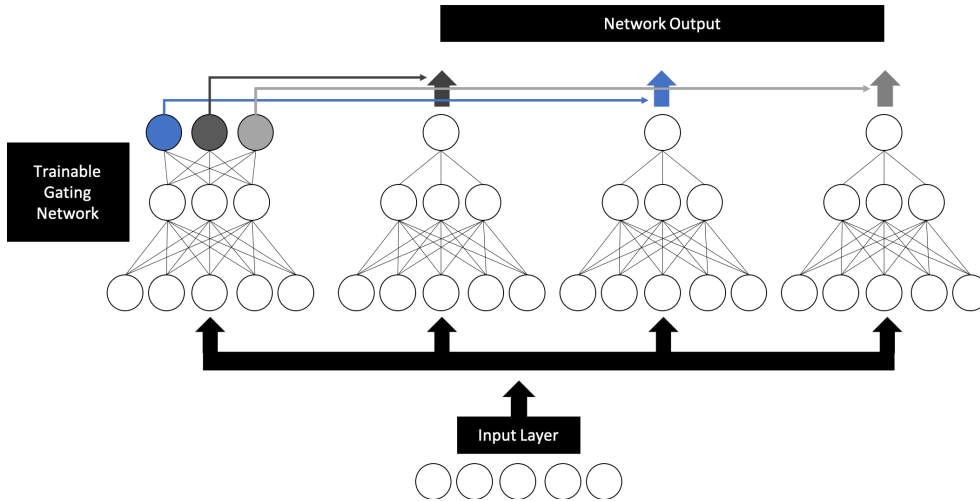 Network Output
Trainable
Gating
Network
Input Layer